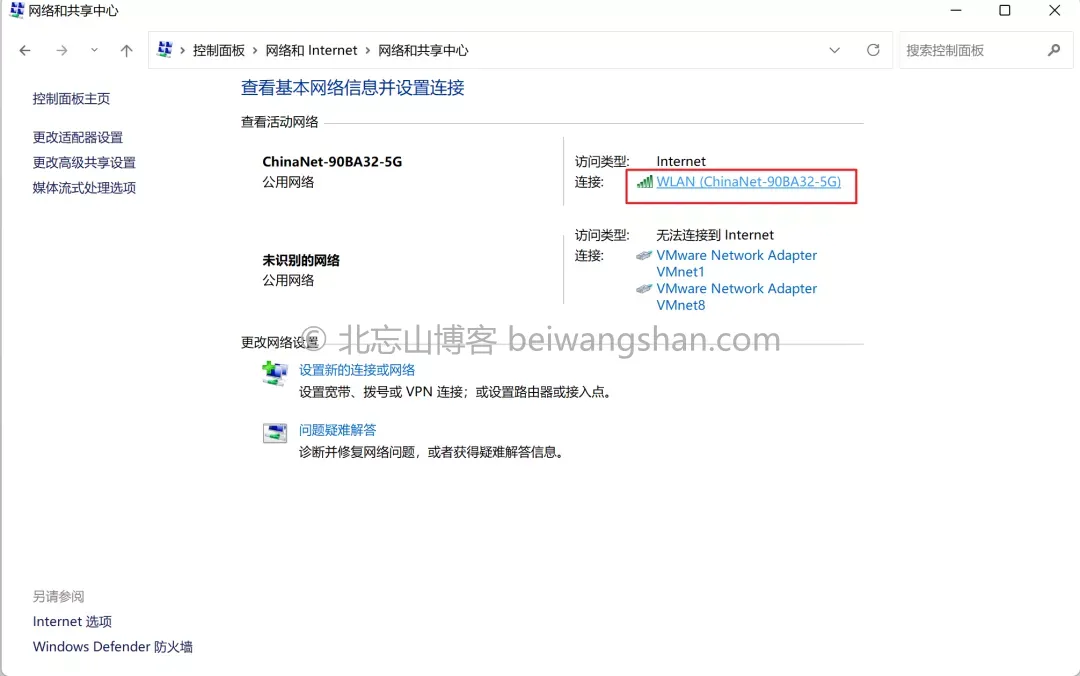 网络和共享中心
控制面板 > 网络和 Internet > 网络和共享中心
搜索控制面板
控制面板主页
更改适配器设置
更改高级共享设置
媒体流式处理选项
查看基本网络信息并设置连接
查看活动网络
ChinaNet-90BA32-5G
公用网络
访问类型: Internet
连接: WLAN (ChinaNet-90BA32-5G)
未识别的网络
公用网络
访问类型: 无法连接到 Internet
连接: VMware Network Adapter
VMnet1
VMware Network Adapter
VMnet8
更改网络设置
© 北忘山博客 beiwangshan.com
设置新的连接或网络
设置宽带、拨号或 VPN 连接；或设置路由器或接入点。
问题疑难解答
诊断并修复网络问题，或者获得疑难解答信息。
另请参阅
Internet 选项
Windows Defender 防火墙